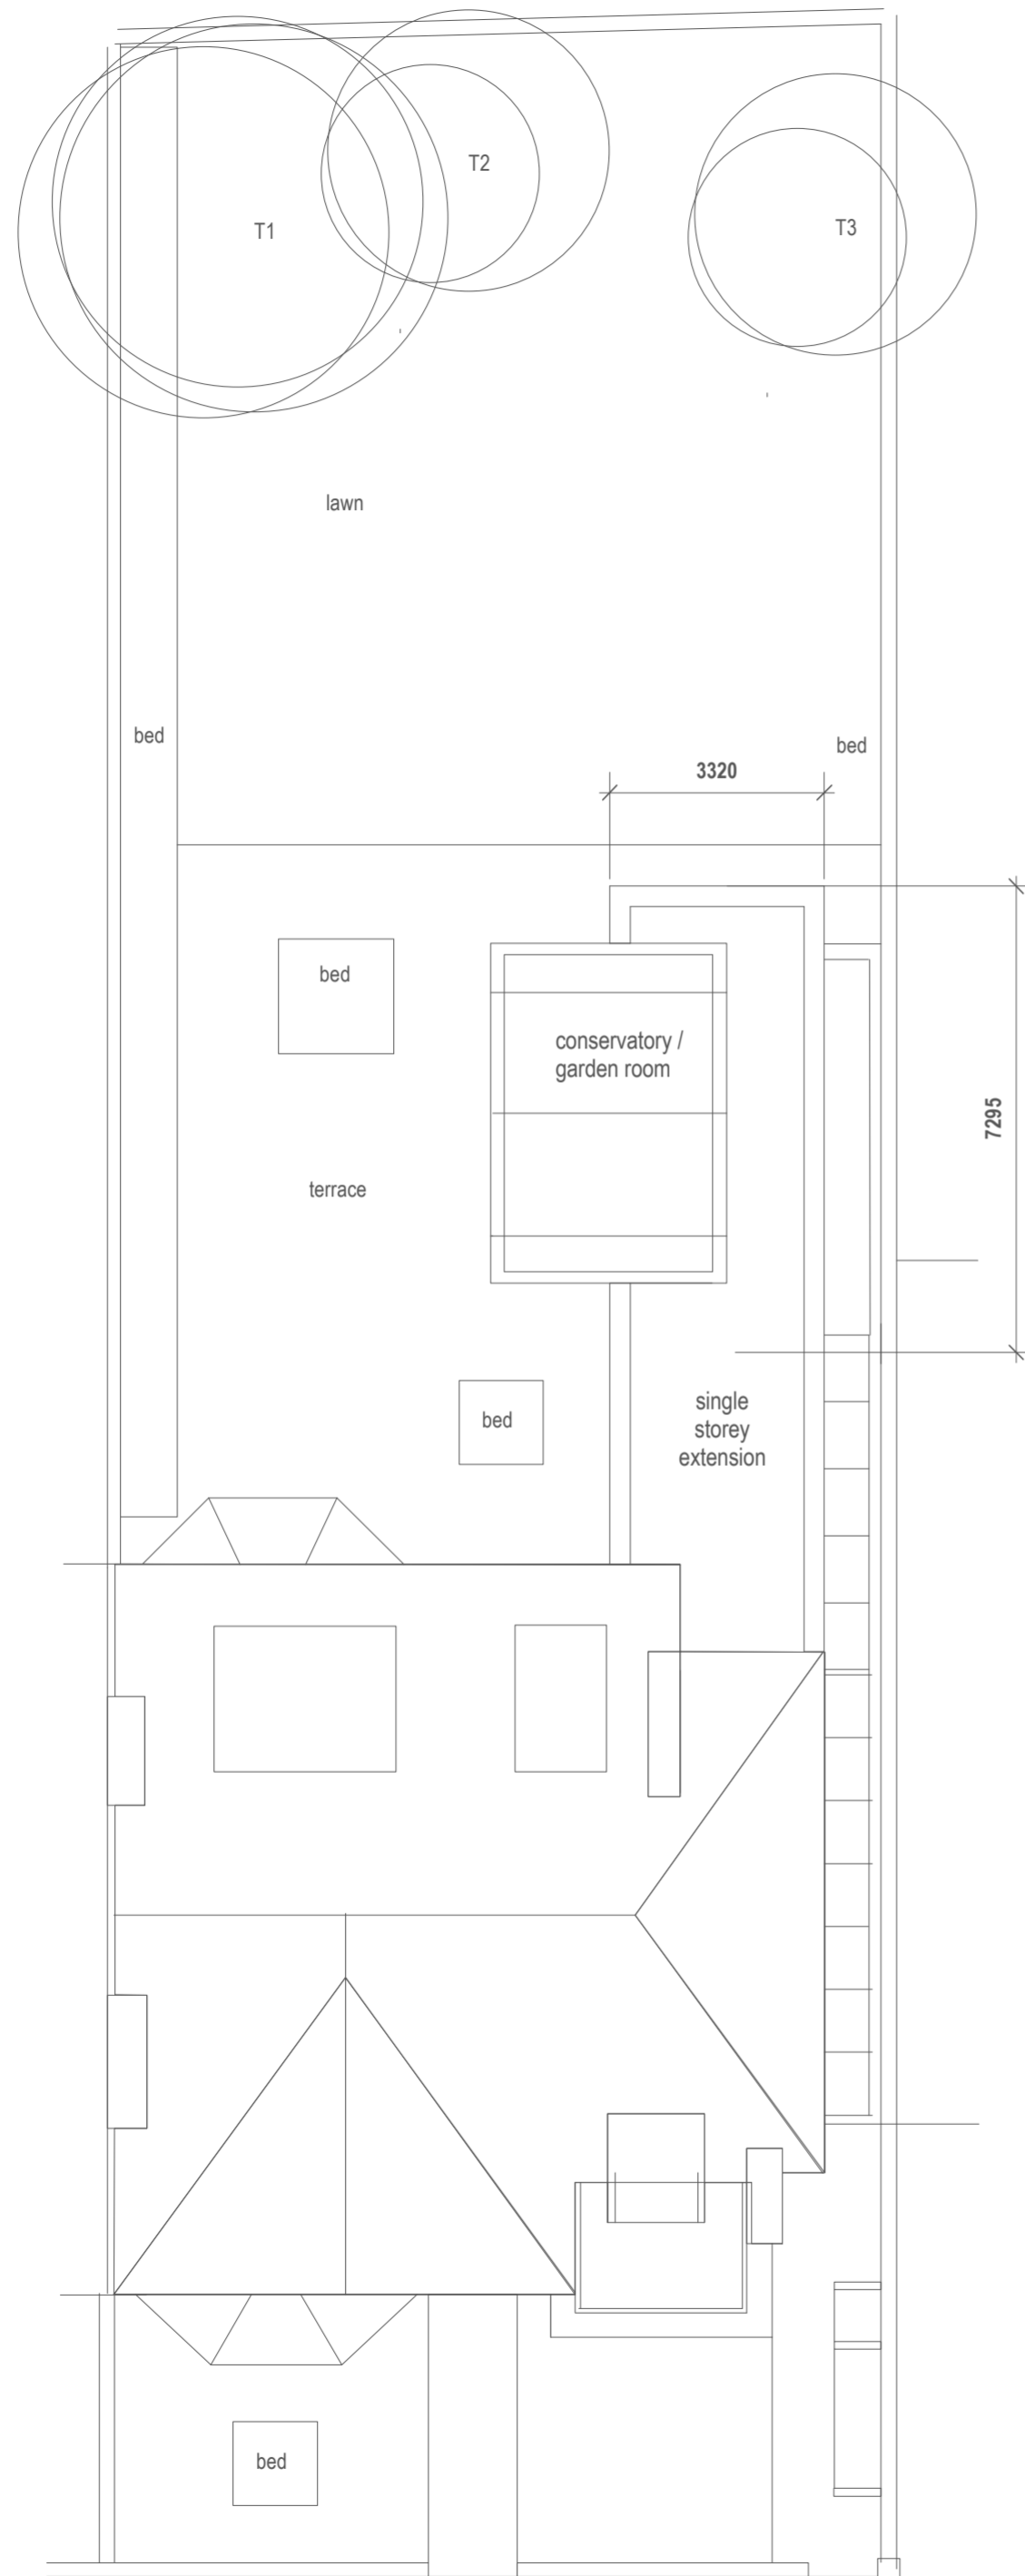 T2
T1
T3
lawn
bed
bed
3320
bed
conservatory /
garden room
7295
terrace
single
storey
extension
bed
bed